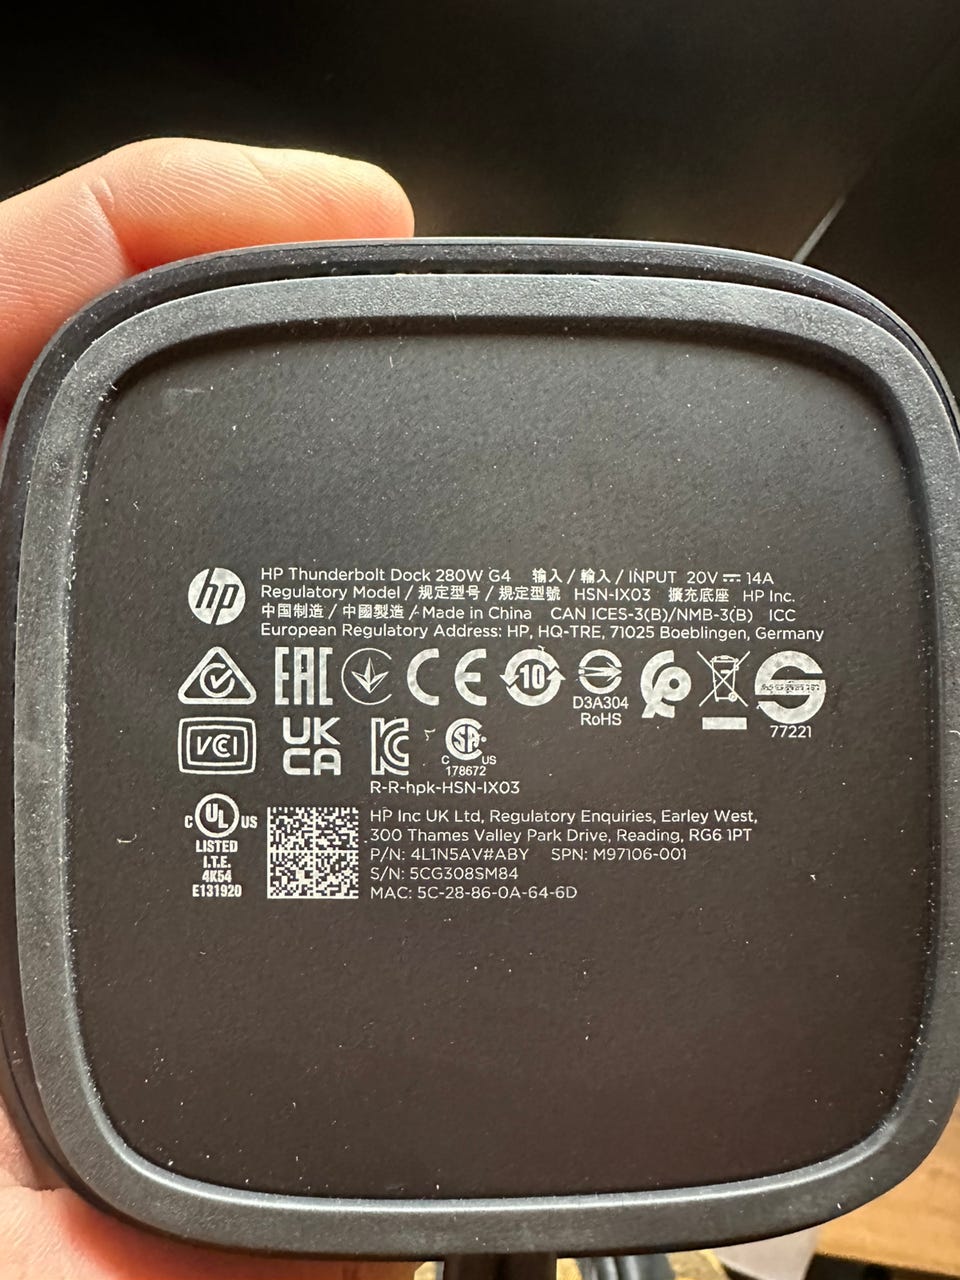 hp
HP Thunderbolt Dock 280W G4 输入 / 輸入 / INPUT 20V ⎓ 14A
Regulatory Model / 规定型号 / 規定型號 HSN-IX03 擴充底座 HP Inc.
中国制造 / 中國製造 / Made in China CAN ICES-3(B)/NMB-3(B) ICC
European Regulatory Address: HP, HQ-TRE, 71025 Boeblingen, Germany
EAC CE 10 D3A304
RoHS
77221
VCI UK
CA KC c SA us
178672
R-R-hpk-HSN-IX03
c UL US
LISTED
I.T.E.
4K54
E131920
HP Inc UK Ltd, Regulatory Enquiries, Earley West,
300 Thames Valley Park Drive, Reading, RG6 1PT
P/N: 4L1N5AV#ABY SPN: M97106-001
S/N: 5CG308SM84
MAC: 5C-28-86-0A-64-6D